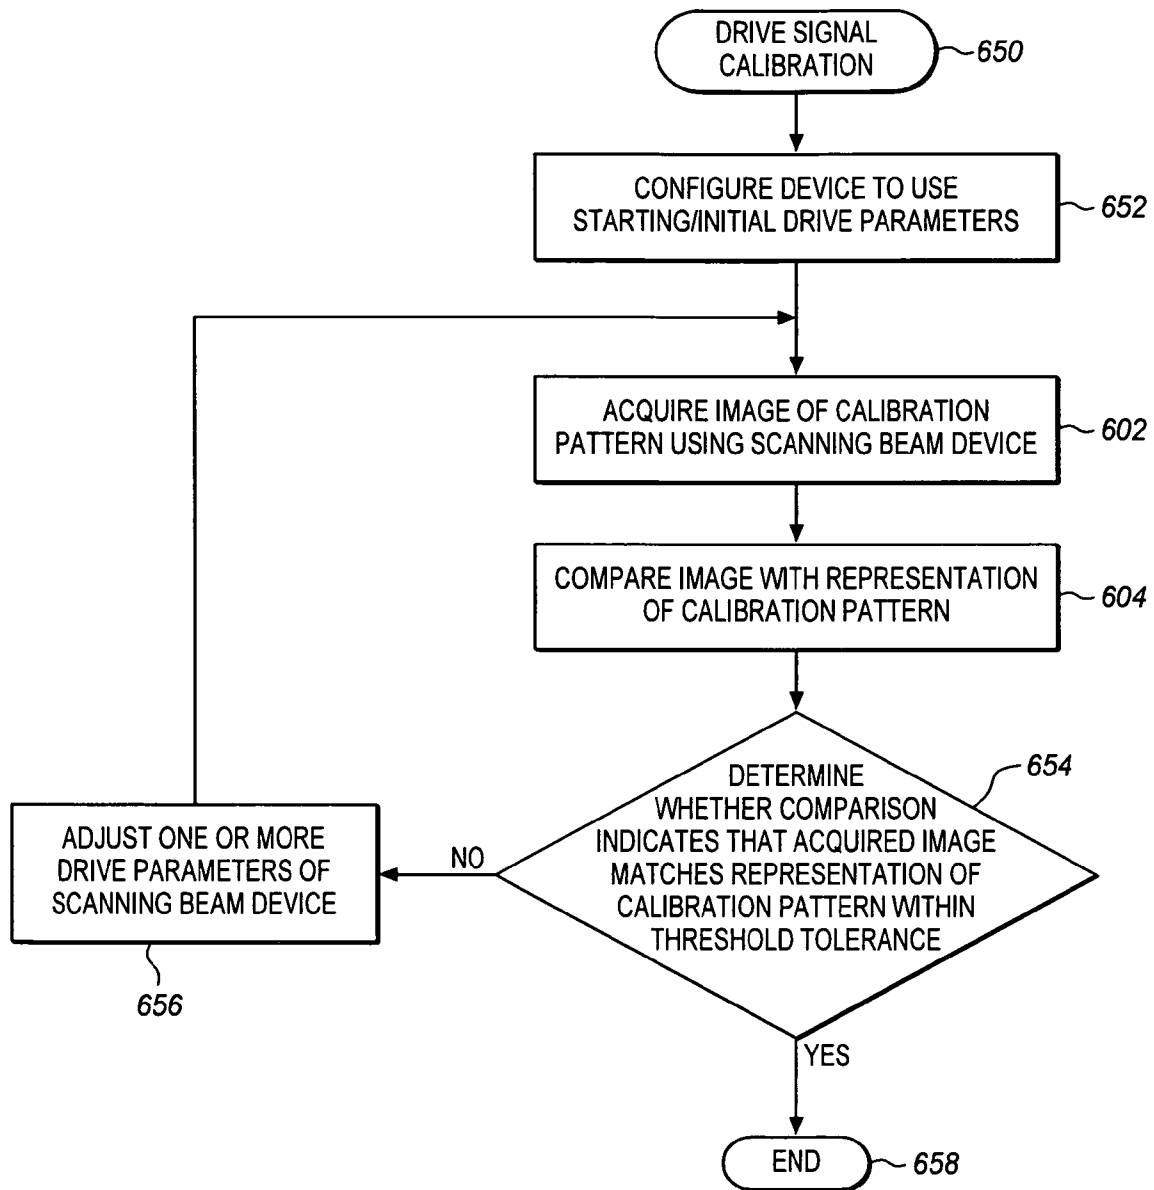 DRIVE SIGNAL
CALIBRATION
650
CONFIGURE DEVICE TO USE
STARTING/INITIAL DRIVE PARAMETERS
652
ACQUIRE IMAGE OF CALIBRATION
PATTERN USING SCANNING BEAM DEVICE
602
COMPARE IMAGE WITH REPRESENTATION
OF CALIBRATION PATTERN
604
DETERMINE
WHETHER COMPARISON
INDICATES THAT ACQUIRED IMAGE
MATCHES REPRESENTATION OF
CALIBRATION PATTERN WITHIN
THRESHOLD TOLERANCE
654
NO
ADJUST ONE OR MORE
DRIVE PARAMETERS OF
SCANNING BEAM DEVICE
656
YES
END
658